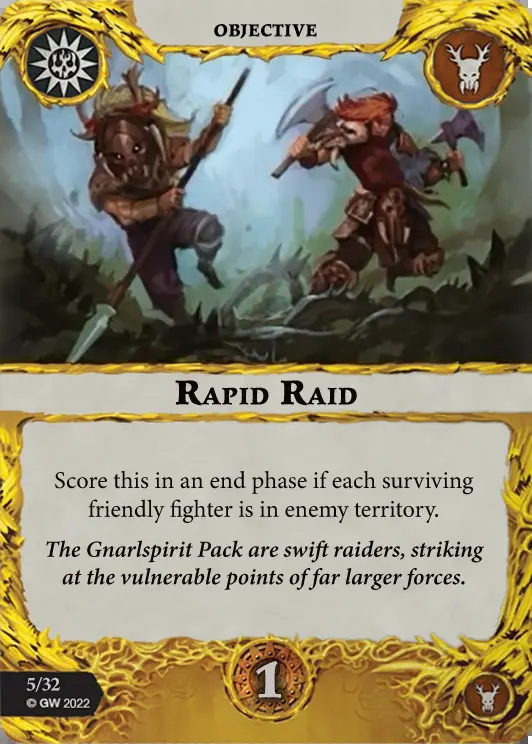 OBJECTIVE
RAPID RAID
Score this in an end phase if each surviving
friendly fighter is in enemy territory.
The Gnarlspirit Pack are swift raiders, striking
at the vulnerable points of far larger forces.
1
5/32
© GW 2022